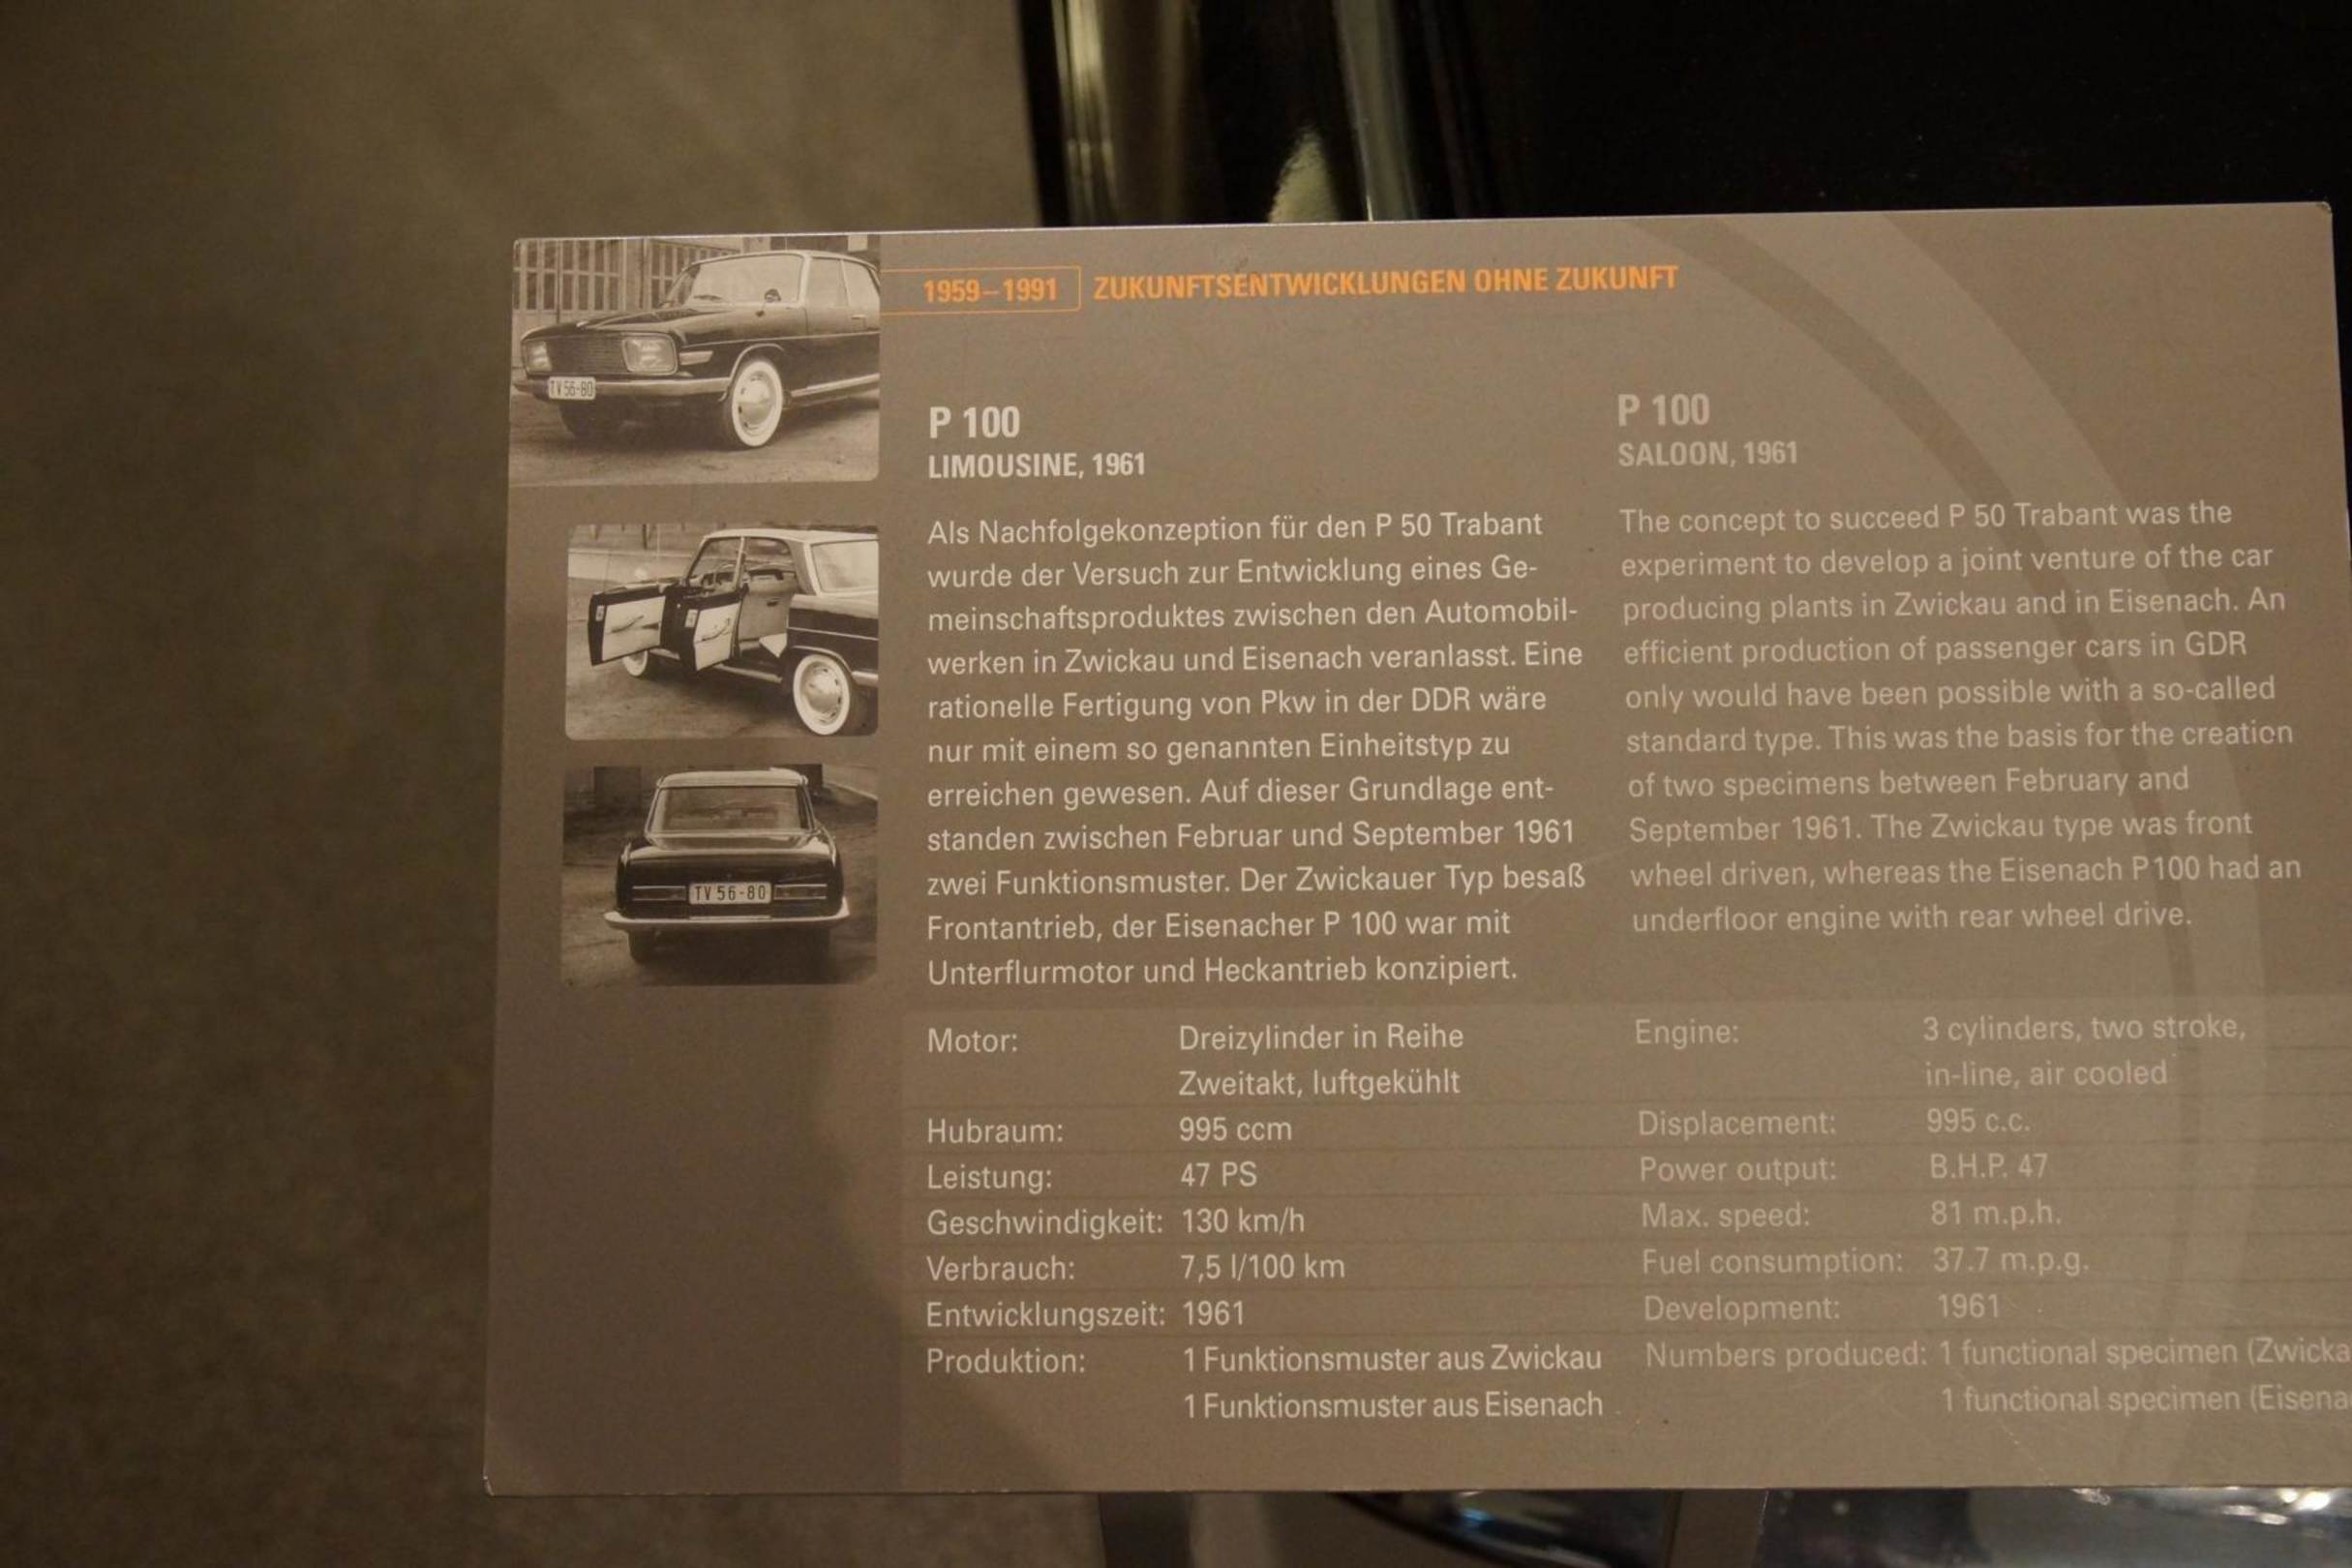 1959–1991 ZUKUNFTSENTWICKLUNGEN OHNE ZUKUNFT
TV 56-80
TV 56-80
P 100
LIMOUSINE, 1961
Als Nachfolgekonzeption für den P 50 Trabant
wurde der Versuch zur Entwicklung eines Ge-
meinschaftsproduktes zwischen den Automobil-
werken in Zwickau und Eisenach veranlasst. Eine
rationelle Fertigung von Pkw in der DDR wäre
nur mit einem so genannten Einheitstyp zu
erreichen gewesen. Auf dieser Grundlage ent-
standen zwischen Februar und September 1961
zwei Funktionsmuster. Der Zwickauer Typ besaß
Frontantrieb, der Eisenacher P 100 war mit
Unterflurmotor und Heckantrieb konzipiert.
Motor: Dreizylinder in Reihe
Zweitakt, luftgekühlt
Hubraum: 995 ccm
Leistung: 47 PS
Geschwindigkeit: 130 km/h
Verbrauch: 7,5 l/100 km
Entwicklungszeit: 1961
Produktion: 1 Funktionsmuster aus Zwickau
1 Funktionsmuster aus Eisenach
P 100
SALOON, 1961
The concept to succeed P 50 Trabant was the
experiment to develop a joint venture of the car
producing plants in Zwickau and in Eisenach. An
efficient production of passenger cars in GDR
only would have been possible with a so-called
standard type. This was the basis for the creation
of two specimens between February and
September 1961. The Zwickau type was front
wheel driven, whereas the Eisenach P100 had an
underfloor engine with rear wheel drive.
Engine: 3 cylinders, two stroke,
in-line, air cooled
Displacement: 995 c.c.
Power output: B.H.P. 47
Max. speed: 81 m.p.h.
Fuel consumption: 37.7 m.p.g.
Development: 1961
Numbers produced: 1 functional specimen (Zwicka
1 functional specimen (Eisena